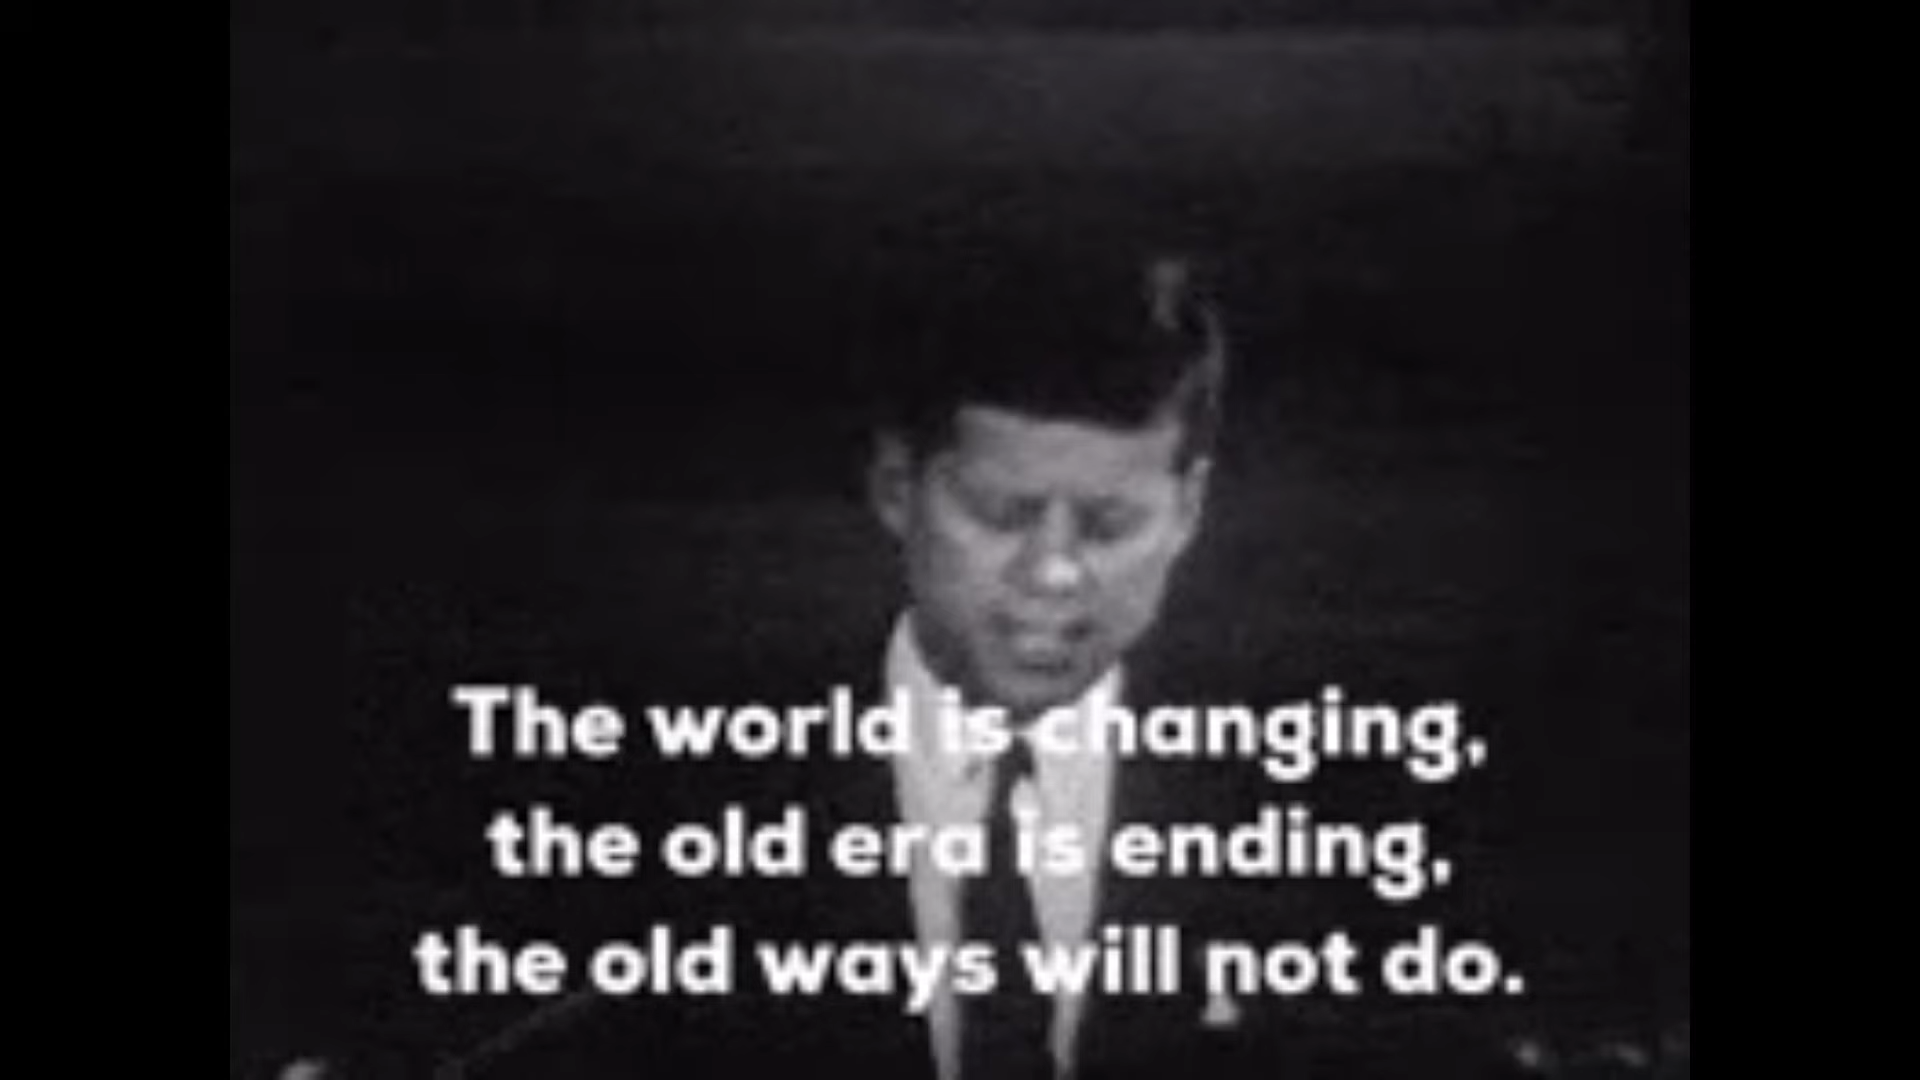 The world is changing,
the old era is ending,
the old ways will not do.